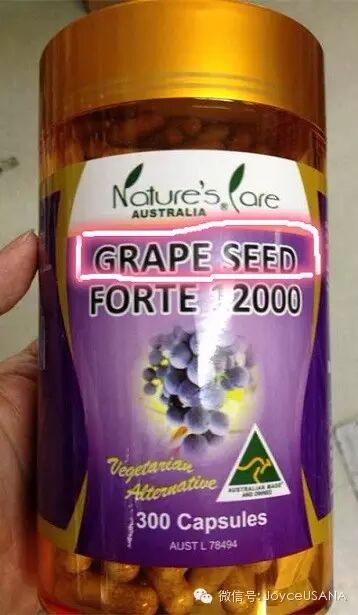 Nature's Care
AUSTRALIA ®
GRAPE SEED
FORTE 12000
Vegetarian
Alternative
AUSTRALIAN MADE
AND OWNED
300 Capsules
AUST L 78494
微信号: JoyceUSANA